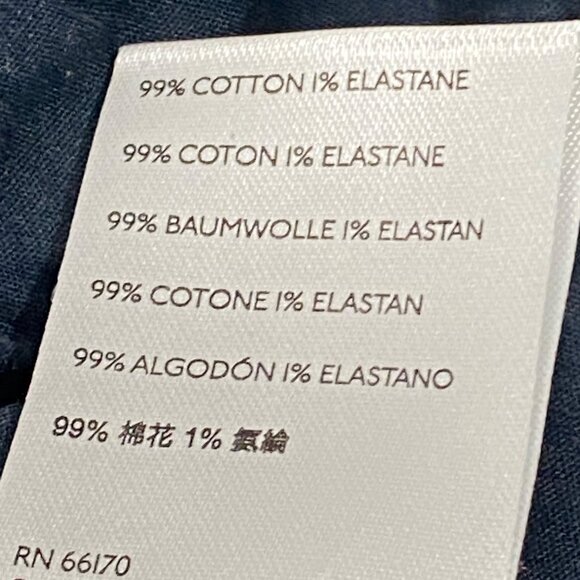 99% COTTON 1% ELASTANE
99% COTON 1% ELASTANE
99% BAUMWOLLE 1% ELASTAN
99% COTONE 1% ELASTAN
99% ALGODÓN 1% ELASTANO
99% 棉花 1% 氨綸
RN 66170